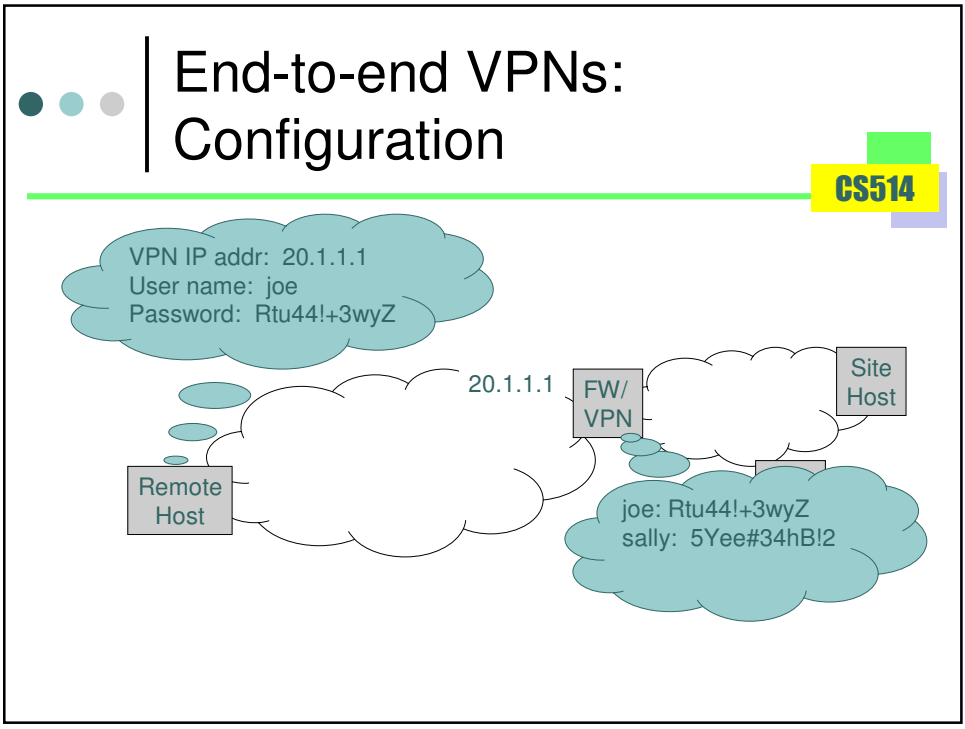 End-to-end VPNs:
Configuration
CS514
VPN IP addr:  20.1.1.1
User name:  joe
Password:  Rtu44!+3wyZ
20.1.1.1
FW/
VPN
Site
Host
Remote
Host
joe: Rtu44!+3wyZ
sally:  5Yee#34hB!2